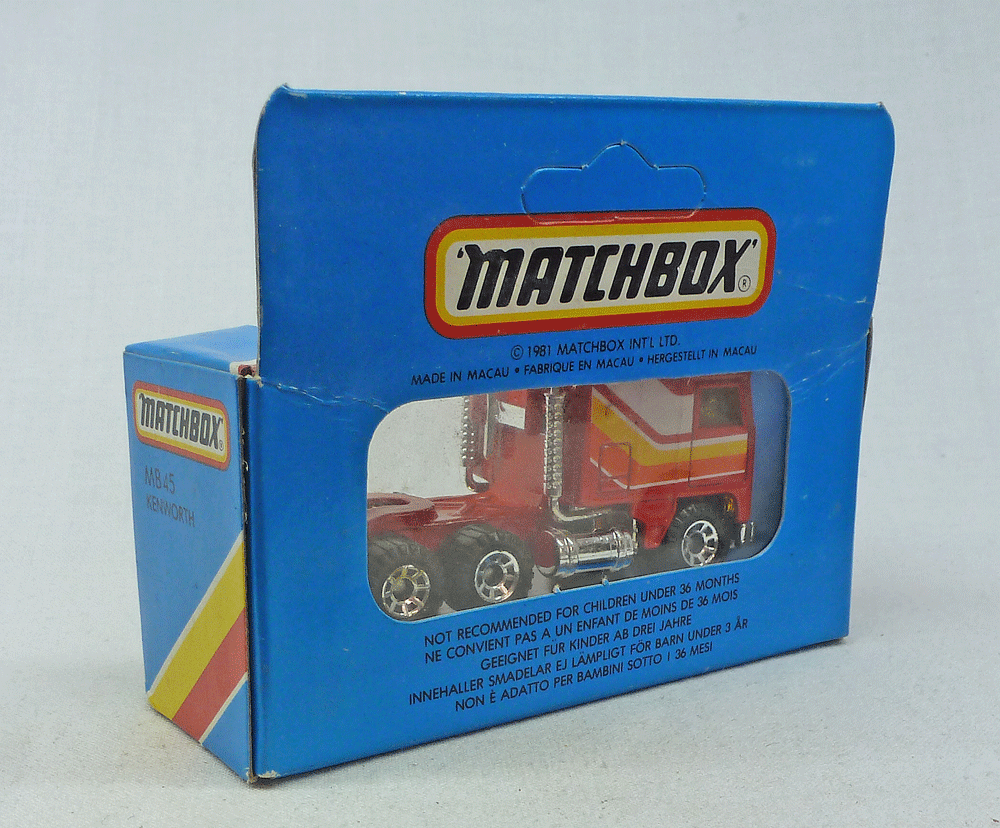 'MATCHBOX'®
© 1981 MATCHBOX INT'L LTD.
MADE IN MACAU • FABRIQUE EN MACAU • HERGESTELLT IN MACAU
NOT RECOMMENDED FOR CHILDREN UNDER 36 MONTHS
NE CONVIENT PAS A UN ENFANT DE MOINS DE 36 MOIS
GEEIGNET FÜR KINDER AB DREI JAHRE
INNEHALLER SMADELAR EJ LÄMPLIGT FÖR BARN UNDER 3 ÅR
NON È ADATTO PER BAMBINI SOTTO I 36 MESI
'MATCHBOX'®
MB 45
KENWORTH